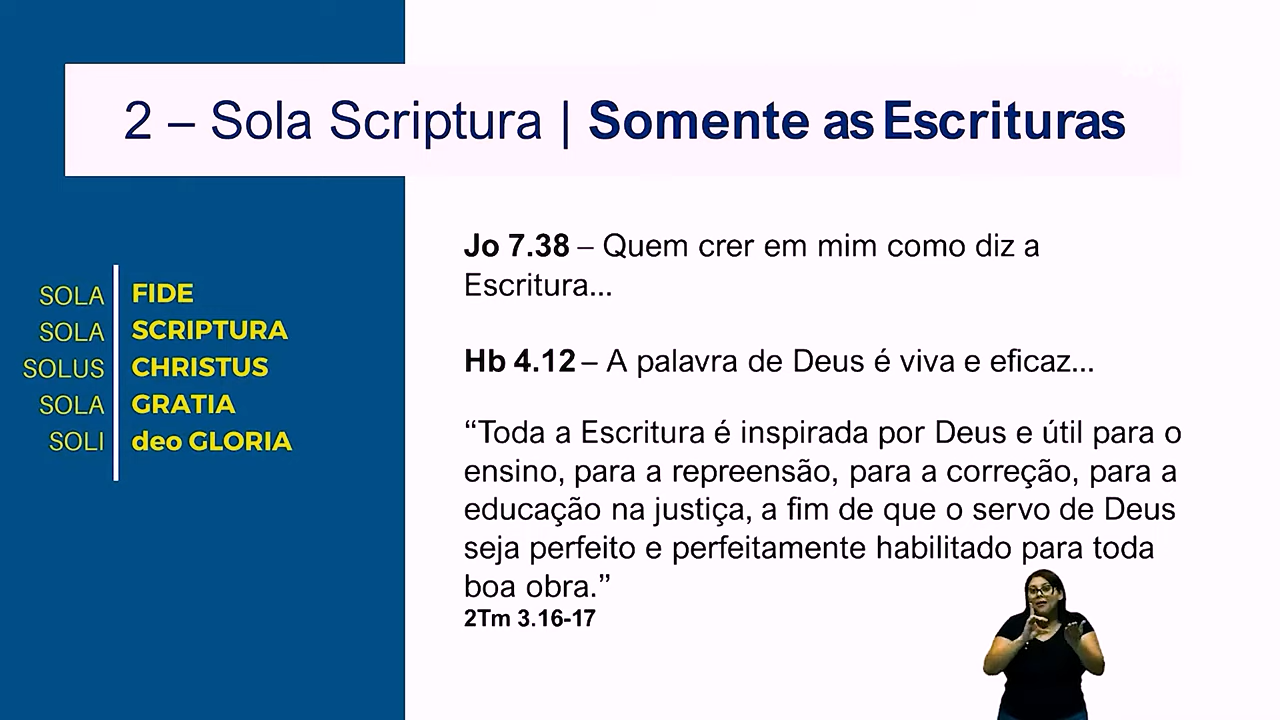 2 – Sola Scriptura | Somente as Escrituras
SOLA FIDE
SOLA SCRIPTURA
SOLUS CHRISTUS
SOLA GRATIA
SOLI deo GLORIA
Jo 7.38 – Quem crer em mim como diz a
Escritura...
Hb 4.12 – A palavra de Deus é viva e eficaz...
“Toda a Escritura é inspirada por Deus e útil para o
ensino, para a repreensão, para a correção, para a
educação na justiça, a fim de que o servo de Deus
seja perfeito e perfeitamente habilitado para toda
boa obra.”
2Tm 3.16-17